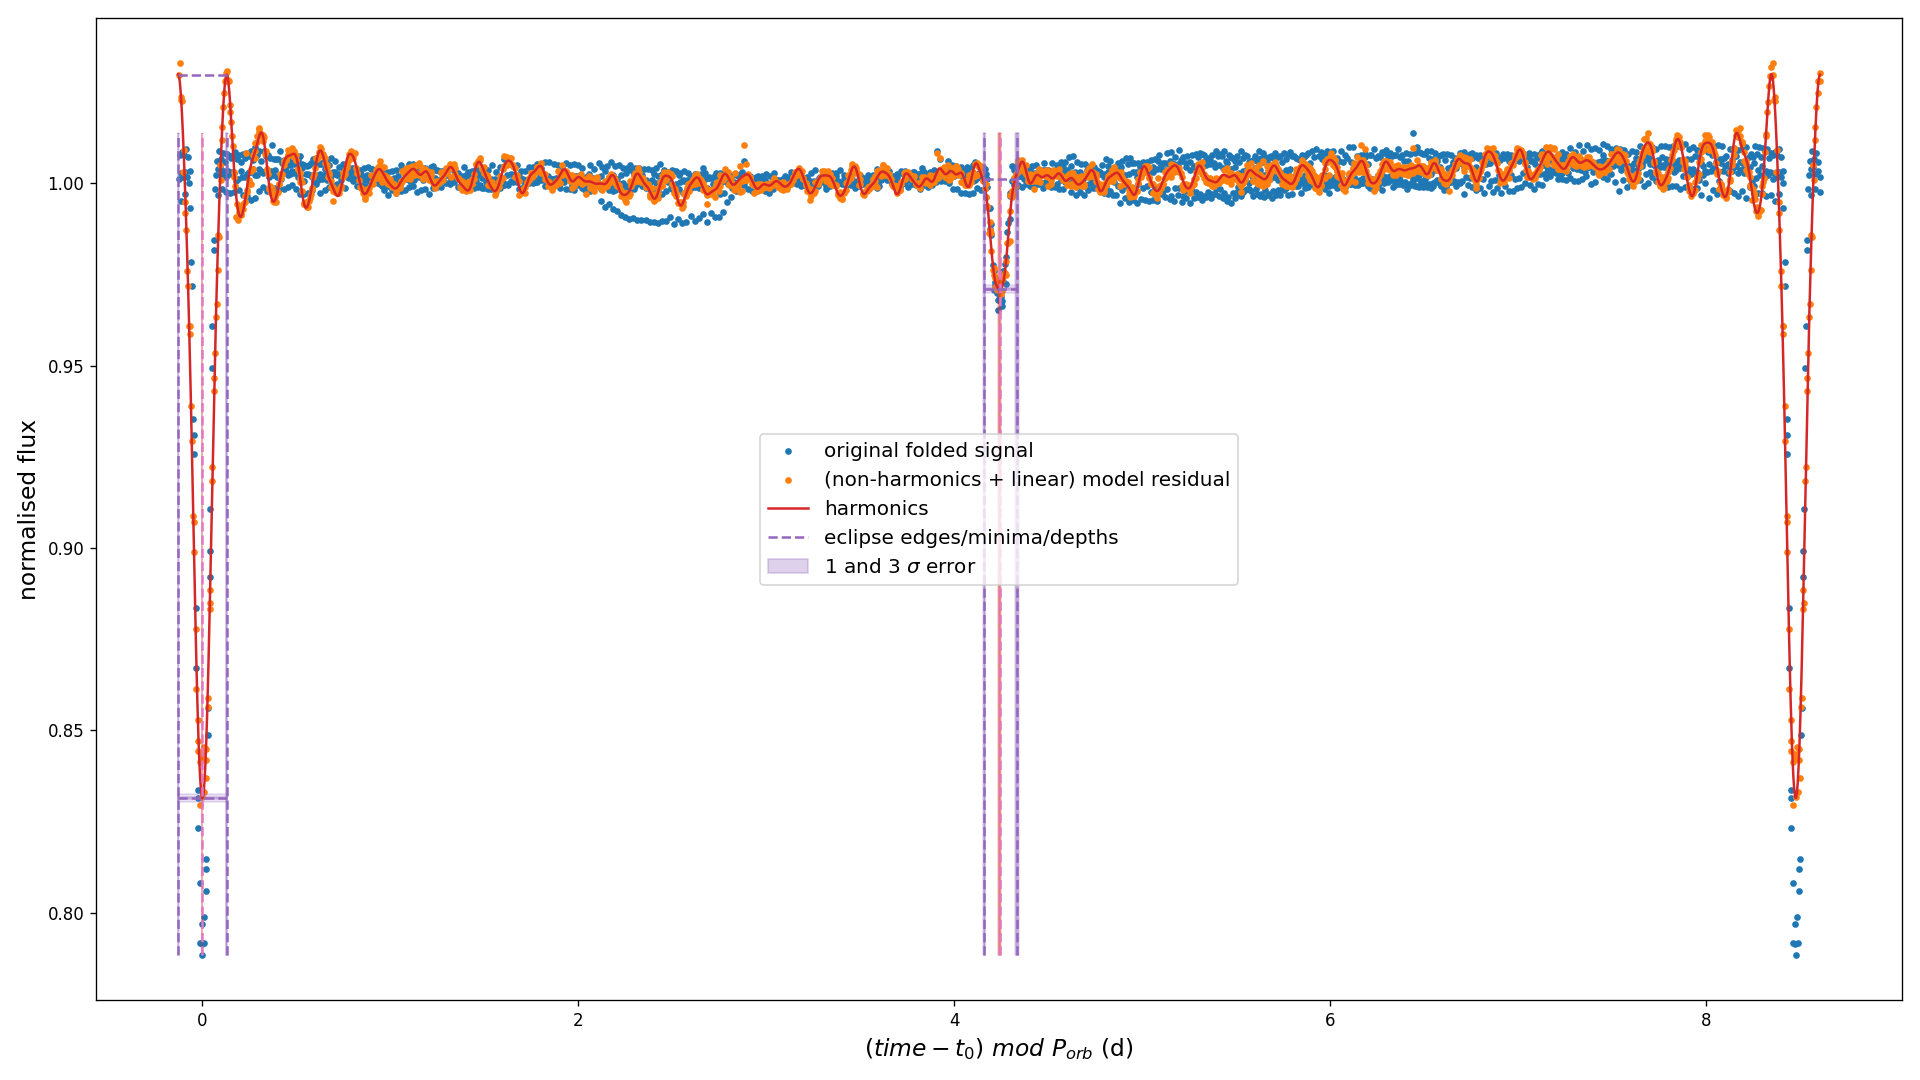 normalised flux
1.00
0.95
0.90
0.85
0.80
original folded signal
(non-harmonics + linear) model residual
harmonics
eclipse edges/minima/depths
1 and 3 σ error
0 2 4 6 8
(time − t₀) mod Pₒᵣb (d)